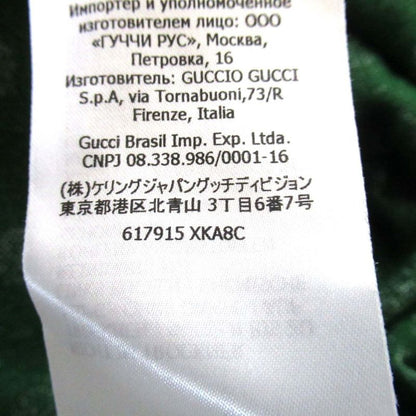 Импортер и уполномоченное
изготовителем лицо: ООО
«ГУЧЧИ РУС», Москва,
Петровка, 16
Изготовитель: GUCCIO GUCCI
S.p.A, via Tornabuoni,73/R
Firenze, Italia
Gucci Brasil Imp. Exp. Ltda.
CNPJ 08.338.986/0001-16
(株)ケリングジャパングッチディビジョン
東京都港区北青山 3丁目6番7号
617915 XKA8C